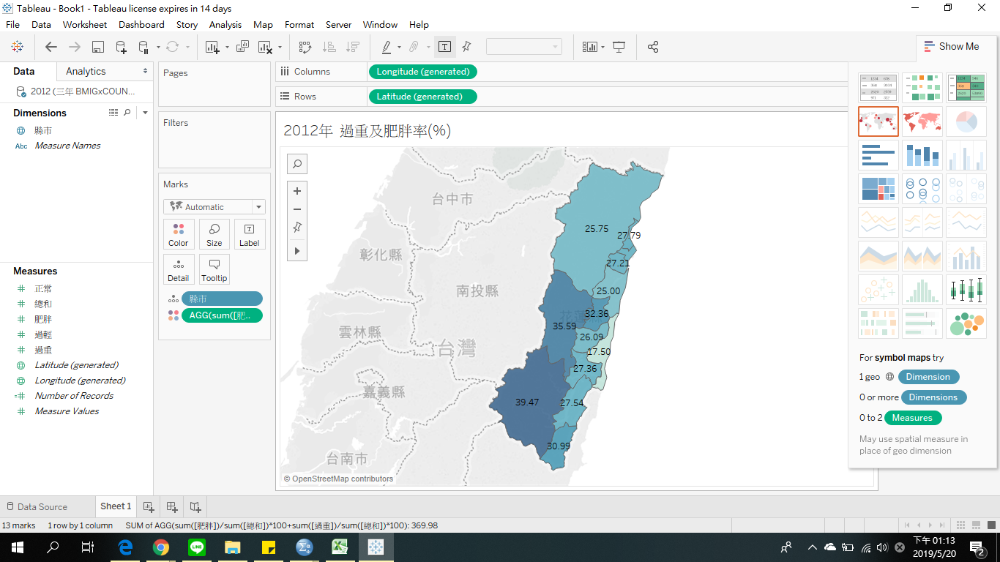 Tableau - Book1 - Tableau license expires in 14 days
File Data Worksheet Dashboard Story Analysis Map Format Server Window Help
Show Me
Data Analytics
2012 (三年 BMIGxCOUN...
Dimensions
縣市
Abc Measure Names
Measures
正常
總和
肥胖
過輕
過重
Latitude (generated)
Longitude (generated)
Number of Records
Measure Values
Pages
Filters
Marks
Automatic
Color Size Label
Detail Tooltip
縣市
AGG(sum([肥..
Columns Longitude (generated)
Rows Latitude (generated)
2012年 過重及肥胖率(%)
台中市
彰化縣
南投縣
雲林縣
台灣
嘉義縣
台南市
25.75
27.79
27.21
25.00
32.36
花蓮縣
35.59
26.09
17.50
27.36
39.47
27.54
30.99
© OpenStreetMap contributors
For symbol maps try
1 geo Dimension
0 or more Dimensions
0 to 2 Measures
May use spatial measure in
place of geo dimension
Data Source Sheet 1
13 marks 1 row by 1 column SUM of AGG(sum([肥胖])/sum([總和])*100+sum([過重])/sum([總和])*100): 369.98
下午 01:13
2019/5/20
2